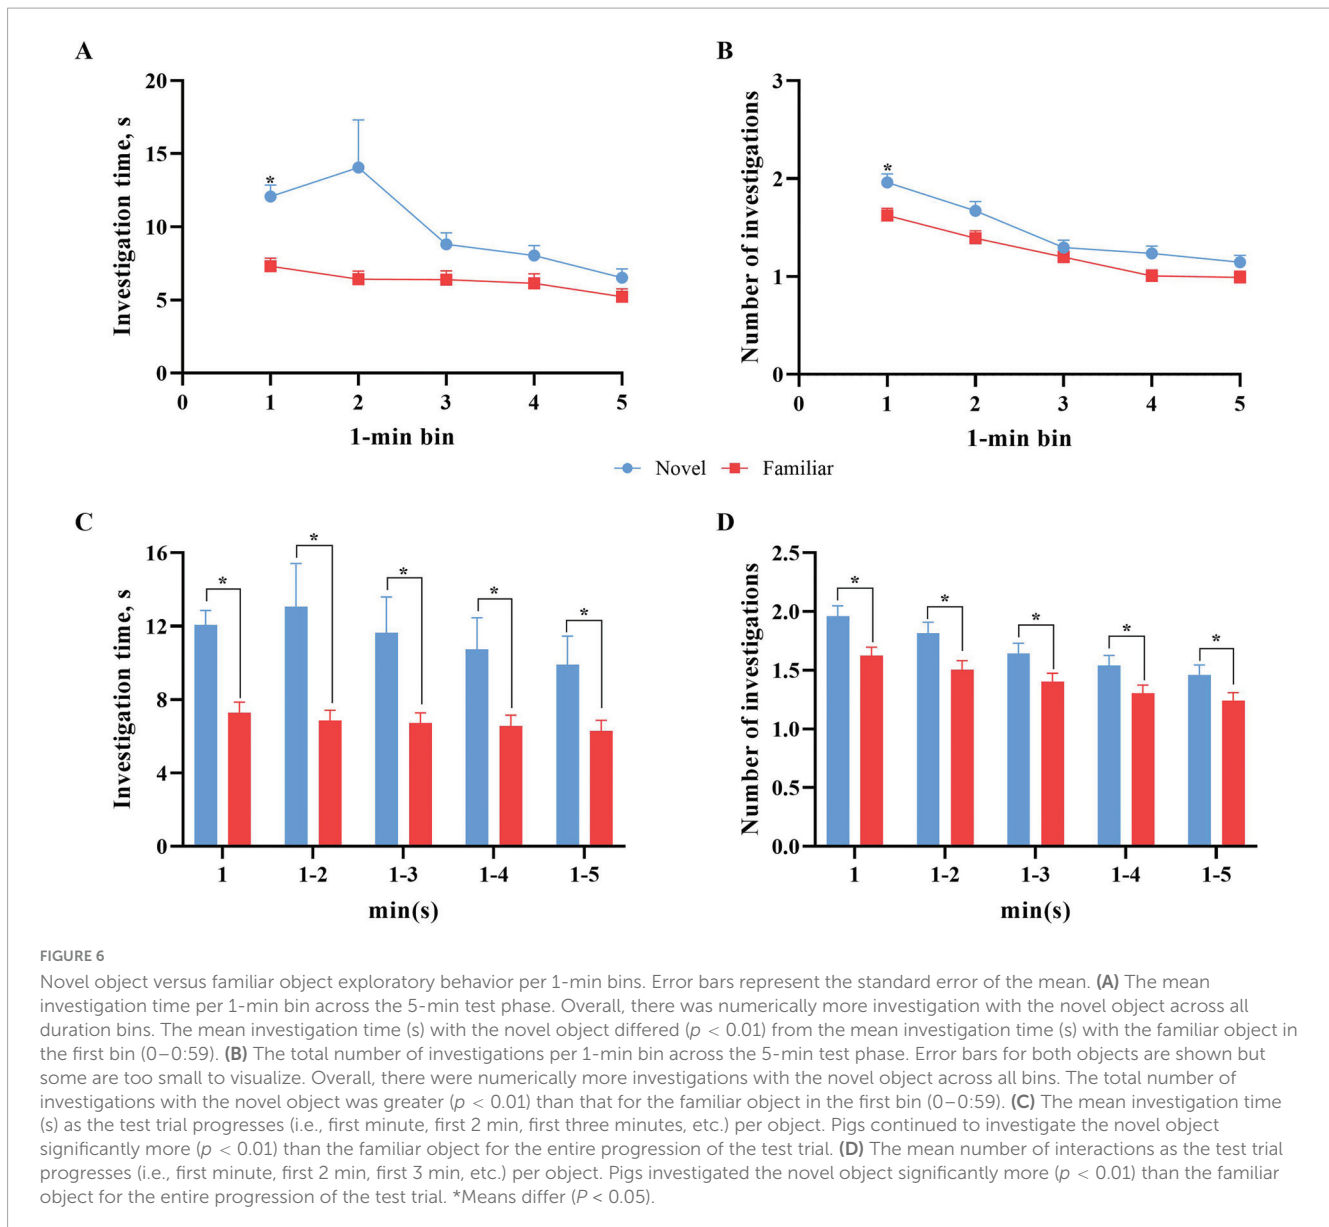 A
B
20
15
10
5
0
Investigation time, s
*
0 1 2 3 4 5
1-min bin
3
2
1
0
Number of investigations
*
0 1 2 3 4 5
1-min bin
Novel Familiar
C
D
16
12
8
4
0
Investigation time, s
* * * * *
1 1-2 1-3 1-4 1-5
min(s)
2.5
2.0
1.5
1.0
0.5
0.0
Number of investigations
* * * * *
1 1-2 1-3 1-4 1-5
min(s)
FIGURE 6
Novel object versus familiar object exploratory behavior per 1-min bins. Error bars represent the standard error of the mean. (A) The mean
investigation time per 1-min bin across the 5-min test phase. Overall, there was numerically more investigation with the novel object across all
duration bins. The mean investigation time (s) with the novel object differed (p < 0.01) from the mean investigation time (s) with the familiar object in
the first bin (0–0:59). (B) The total number of investigations per 1-min bin across the 5-min test phase. Error bars for both objects are shown but
some are too small to visualize. Overall, there were numerically more investigations with the novel object across all bins. The total number of
investigations with the novel object was greater (p < 0.01) than that for the familiar object in the first bin (0–0:59). (C) The mean investigation time
(s) as the test trial progresses (i.e., first minute, first 2 min, first three minutes, etc.) per object. Pigs continued to investigate the novel object
significantly more (p < 0.01) than the familiar object for the entire progression of the test trial. (D) The mean number of interactions as the test trial
progresses (i.e., first minute, first 2 min, first 3 min, etc.) per object. Pigs investigated the novel object significantly more (p < 0.01) than the familiar
object for the entire progression of the test trial. *Means differ (P < 0.05).